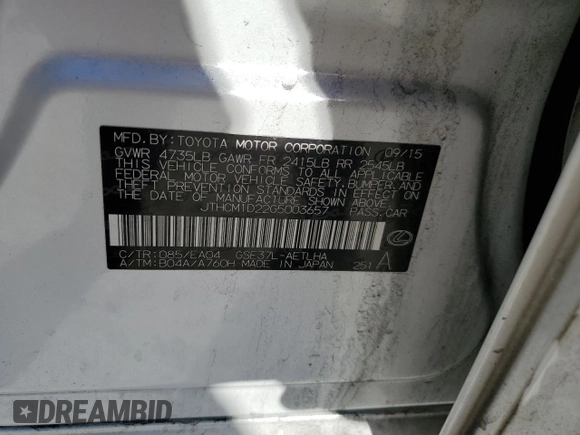 MFD. BY: TOYOTA MOTOR CORPORATION 09/15
GVWR 4735LB GAWR FR 2415LB RR 2545LB
THIS VEHICLE CONFORMS TO ALL APPLICABLE
FEDERAL MOTOR VEHICLE SAFETY, BUMPER, AND
THEFT PREVENTION STANDARDS IN EFFECT ON
THE DATE OF MANUFACTURE SHOWN ABOVE.
JTHCM1D22G5003657 PASS. CAR
C/TR: 085/EA04 GSE37L-AETLHA
A/TM: B04A/A760H MADE IN JAPAN 251 A
DREAMBID